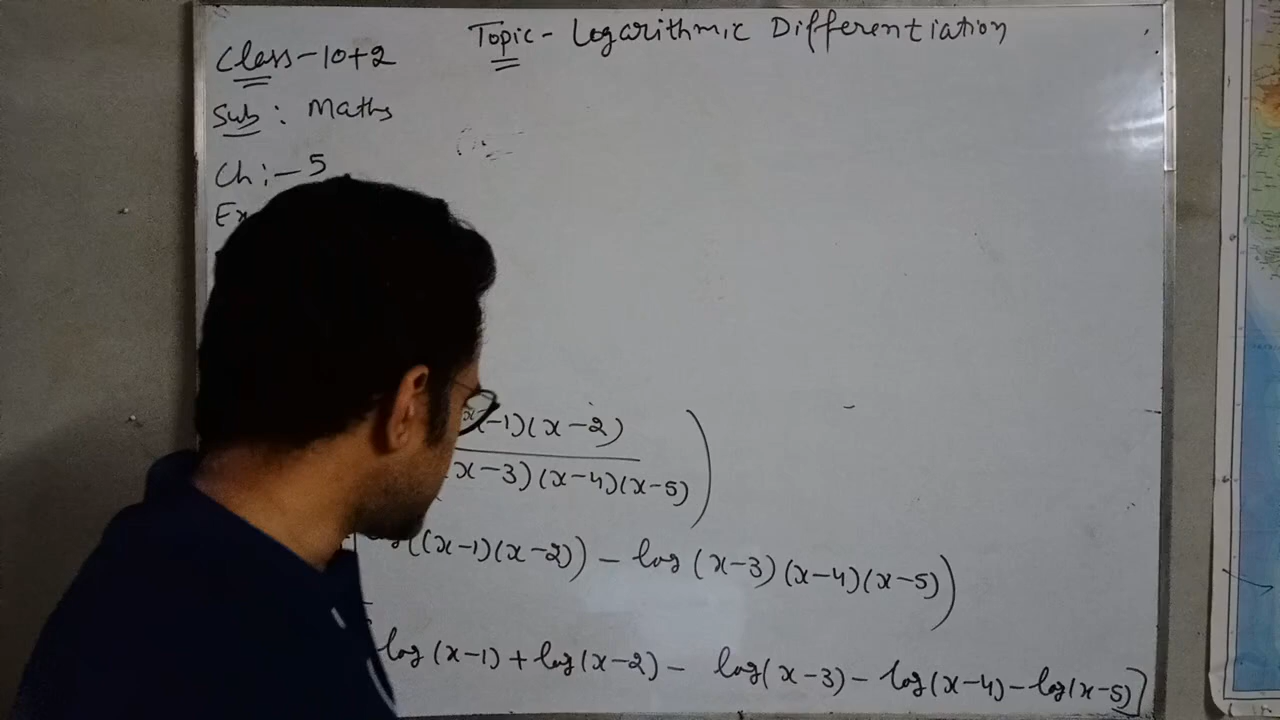 Topic - Logarithmic Differentiation
Class - 10+2
Sub : Maths
Ch :- 5
Ex
x-1)(x-2)
x-3)(x-4)(x-5))
((x-1)(x-2)) - log (x-3)(x-4)(x-5))
log (x-1) + log(x-2) - log(x-3) - log(x-4) - log(x-5)]